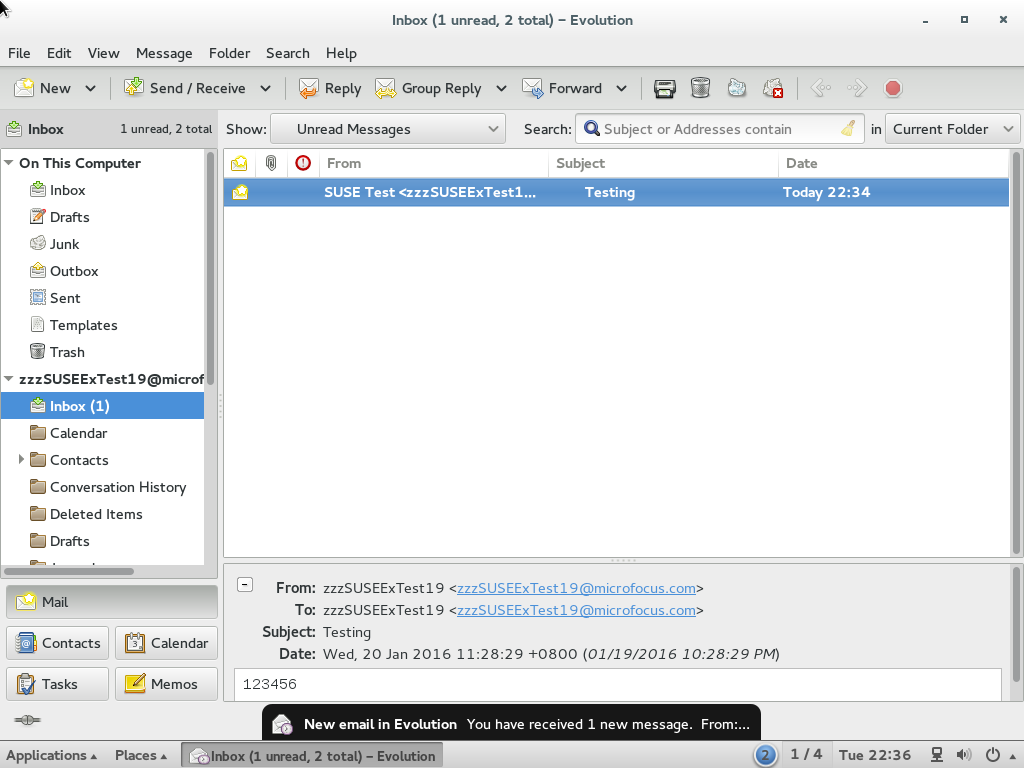 Inbox (1 unread, 2 total) – Evolution
File Edit View Message Folder Search Help
New Send / Receive Reply Group Reply Forward
Inbox 1 unread, 2 total Show: Unread Messages Search: Subject or Addresses contain in Current Folder
On This Computer
Inbox
Drafts
Junk
Outbox
Sent
Templates
Trash
zzzSUSEExTest19@microf
Inbox (1)
Calendar
Contacts
Conversation History
Deleted Items
Drafts
From Subject Date
SUSE Test <zzzSUSEExTest1... Testing Today 22:34
From: zzzSUSEExTest19 <zzzSUSEExTest19@microfocus.com>
To: zzzSUSEExTest19 <zzzSUSEExTest19@microfocus.com>
Subject: Testing
Date: Wed, 20 Jan 2016 11:28:29 +0800 (01/19/2016 10:28:29 PM)
123456
Mail
Contacts Calendar
Tasks Memos
New email in Evolution You have received 1 new message. From:...
Applications Places Inbox (1 unread, 2 total) – Evolution 2 1 / 4 Tue 22:36